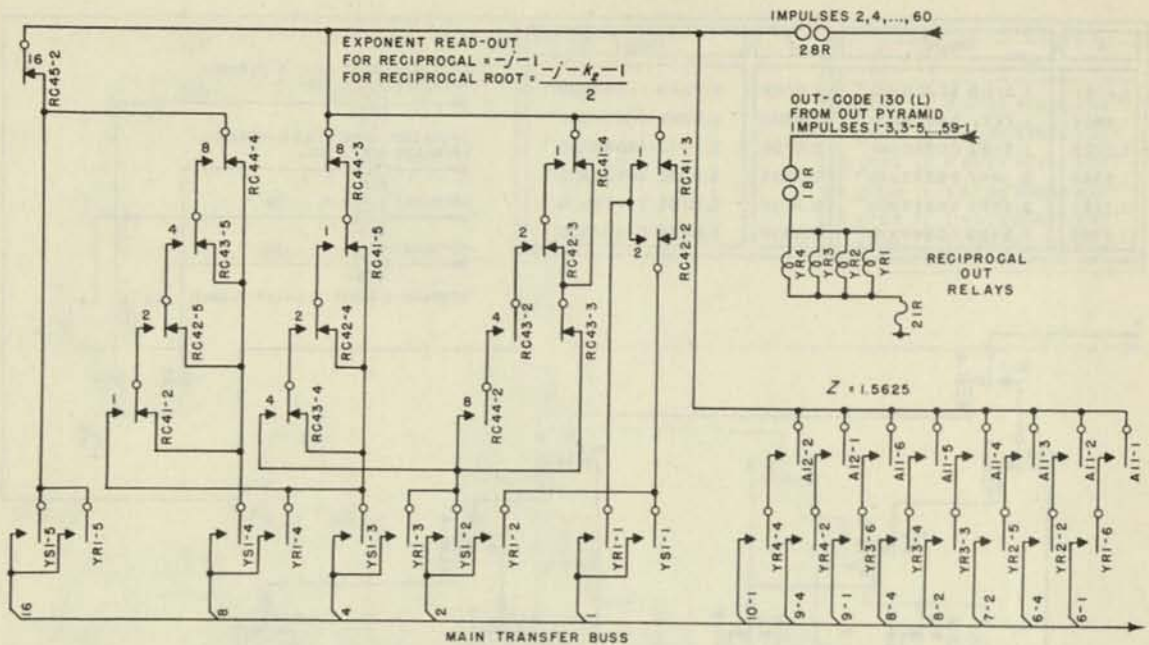 IMPULSES 2,4,...,60
28R
EXPONENT READ-OUT
FOR RECIPROCAL = -j-1
FOR RECIPROCAL ROOT = -j-k₂-1
2
OUT-CODE 130 (L)
FROM OUT PYRAMID
IMPULSES 1-3,3-5,...,59-1
18R
YR4
YR3
YR2
YR1
RECIPROCAL
OUT
RELAYS
21R
16
RC45-2
8
RC44-4
8
RC44-3
1
RC41-4
1
RC41-3
4
RC43-5
1
RC41-5
2
RC42-3
2
RC42-2
2
RC42-5
2
RC42-4
4
RC43-2
RC43-3
1
RC41-2
4
RC43-4
8
RC44-2
Z = 1.5625
A12-2
A12-1
A11-6
A11-5
A11-4
A11-3
A11-2
A11-1
YS1-5
YR1-5
YS1-4
YR1-4
YS1-3
YR1-3
YS1-2
YR1-2
YR1-1
YS1-1
YR4-4
YR4-2
YR3-6
YR3-4
YR3-3
YR2-5
YR2-2
YR1-6
16
8
4
2
1
10-1
9-4
9-1
8-4
8-2
7-2
6-4
6-1
MAIN TRANSFER BUSS